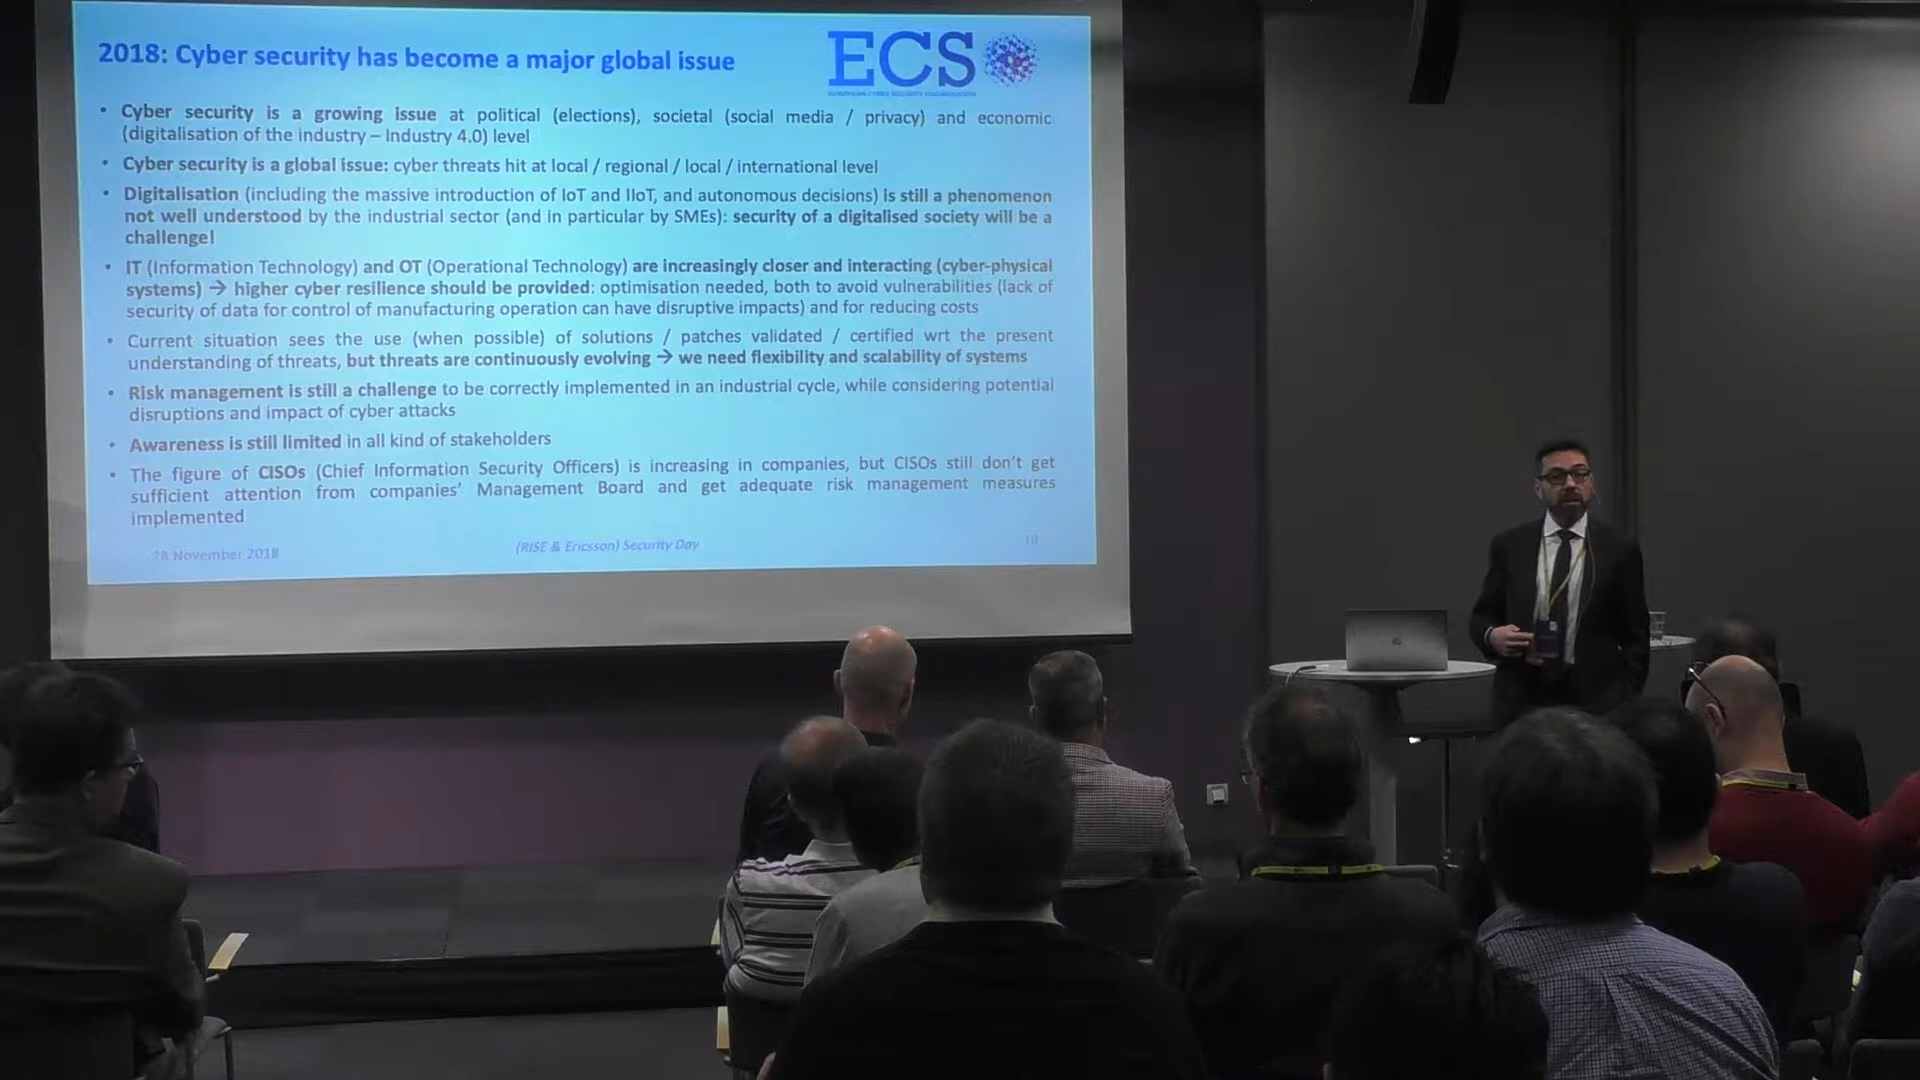 2018: Cyber security has become a major global issue
ECS
EUROPEAN CYBER SECURITY ORGANISATION
• Cyber security is a growing issue at political (elections), societal (social media / privacy) and economic
(digitalisation of the industry – Industry 4.0) level
• Cyber security is a global issue: cyber threats hit at local / regional / local / international level
• Digitalisation (including the massive introduction of IoT and IIoT, and autonomous decisions) is still a phenomenon
not well understood by the industrial sector (and in particular by SMEs): security of a digitalised society will be a
challenge!
• IT (Information Technology) and OT (Operational Technology) are increasingly closer and interacting (cyber-physical
systems) → higher cyber resilience should be provided: optimisation needed, both to avoid vulnerabilities (lack of
security of data for control of manufacturing operation can have disruptive impacts) and for reducing costs
• Current situation sees the use (when possible) of solutions / patches validated / certified wrt the present
understanding of threats, but threats are continuously evolving → we need flexibility and scalability of systems
• Risk management is still a challenge to be correctly implemented in an industrial cycle, while considering potential
disruptions and impact of cyber attacks
• Awareness is still limited in all kind of stakeholders
• The figure of CISOs (Chief Information Security Officers) is increasing in companies, but CISOs still don't get
sufficient attention from companies' Management Board and get adequate risk management measures
implemented
28 November 2018
(RISE & Ericsson) Security Day
10